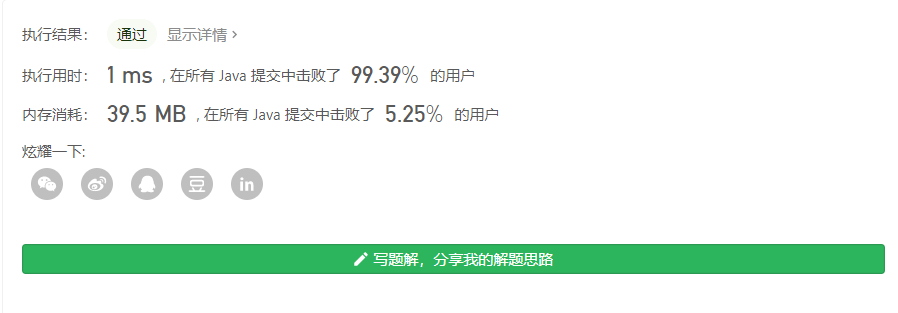 执行结果： 通过 显示详情 ›
执行用时： 1 ms , 在所有 Java 提交中击败了 99.39% 的用户
内存消耗： 39.5 MB , 在所有 Java 提交中击败了 5.25% 的用户
炫耀一下:
豆 in
写题解，分享我的解题思路